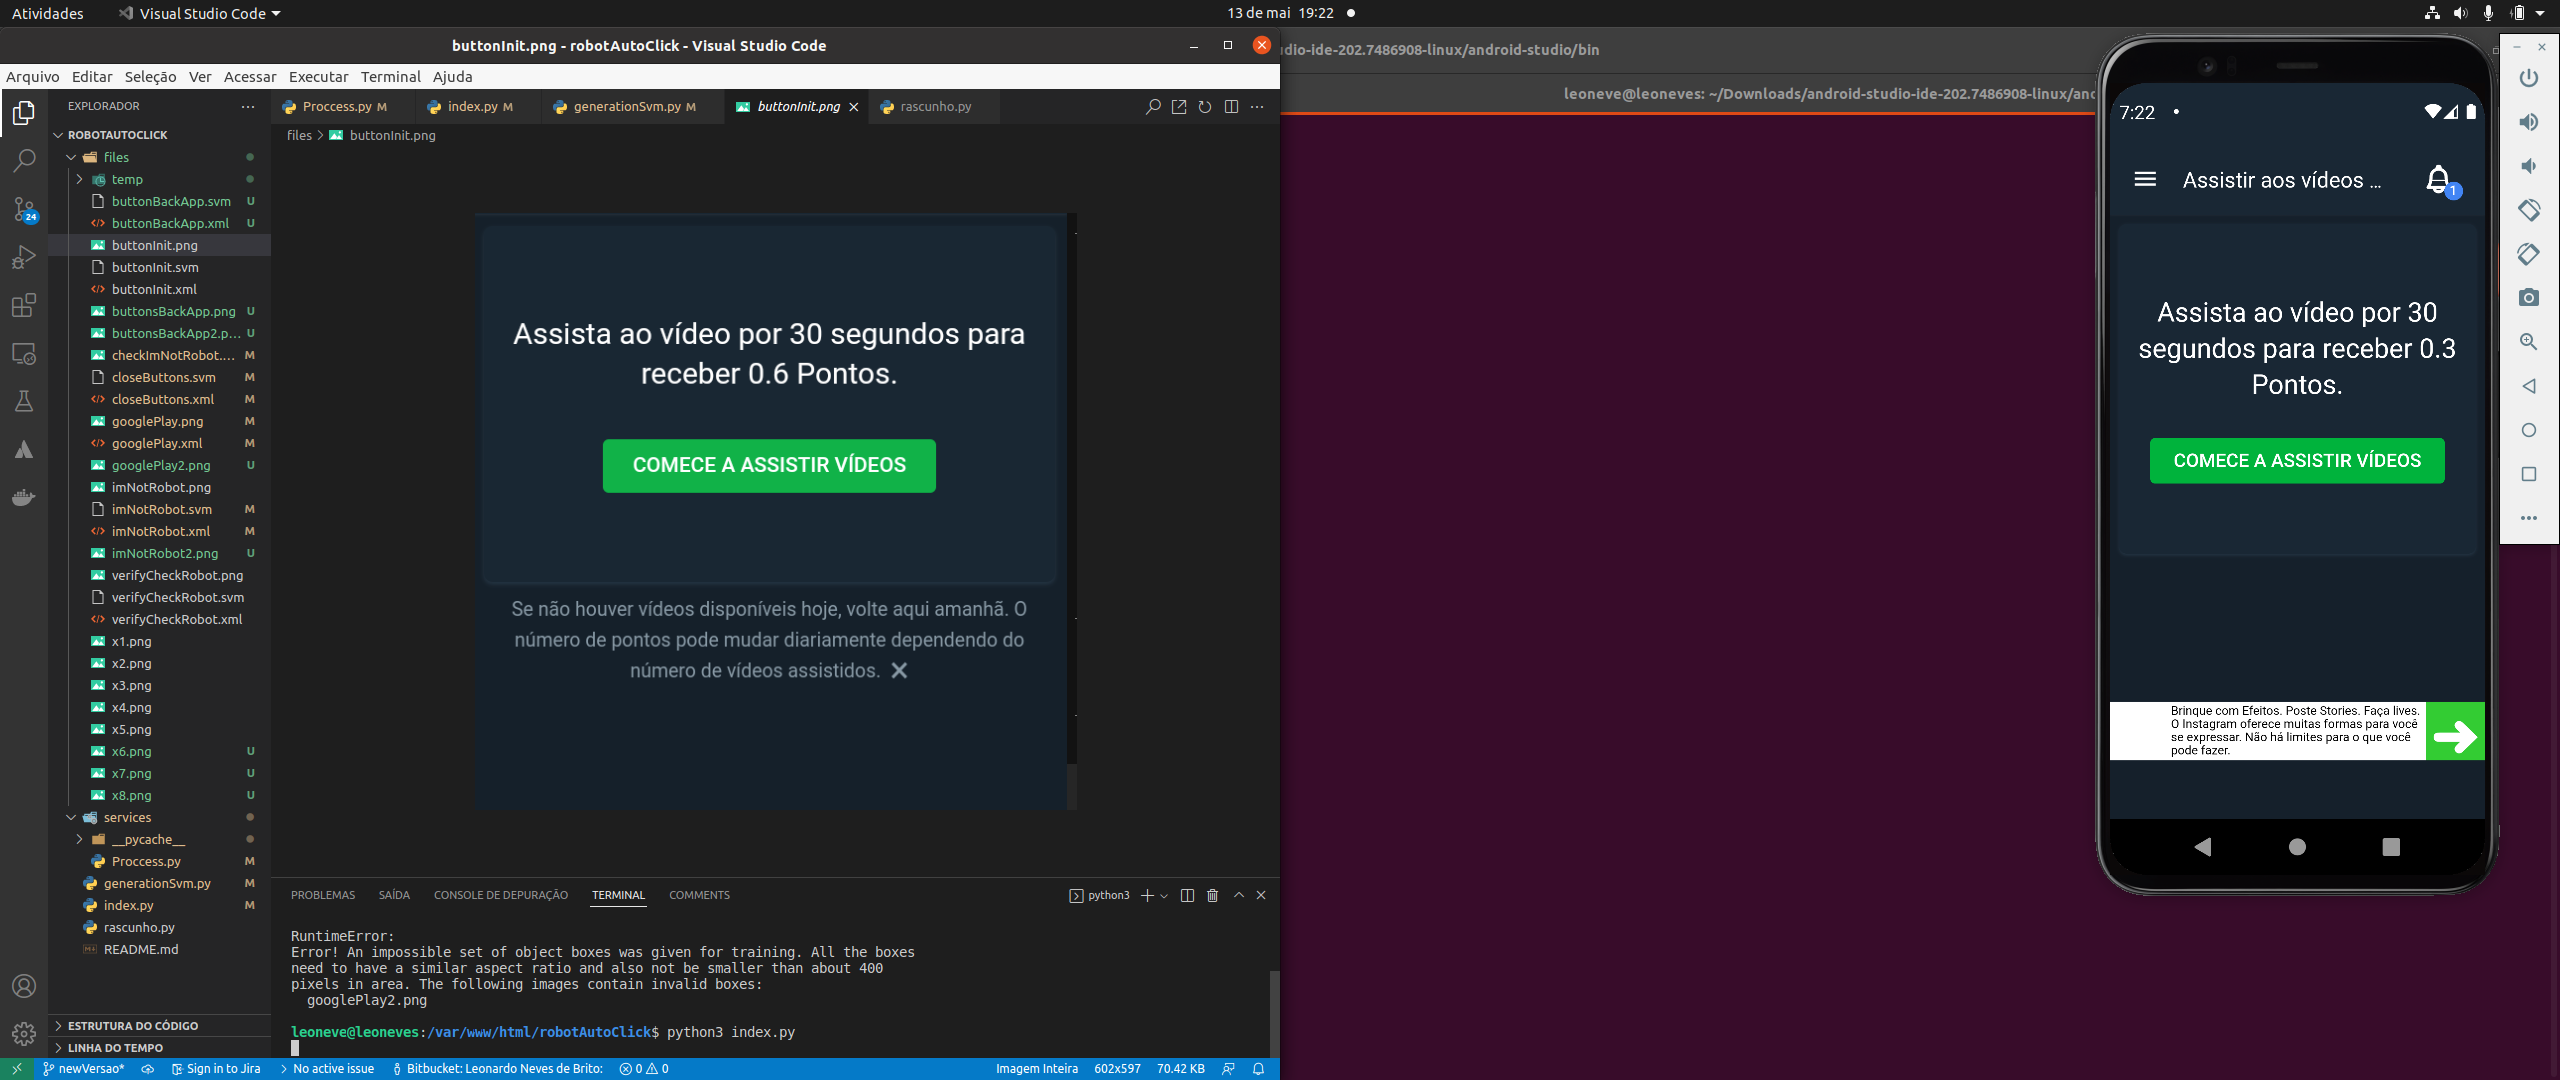 Atividades
Visual Studio Code
13 de mai 19:22
buttonInit.png - robotAutoClick - Visual Studio Code
Arquivo Editar Seleção Ver Acessar Executar Terminal Ajuda
EXPLORADOR
Proccess.py M
index.py M
generationSvm.py M
buttonInit.png
rascunho.py
files > buttonInit.png
ROBOTAUTOCLICK
files
temp
buttonBackApp.svm U
buttonBackApp.xml U
buttonInit.png
buttonInit.svm
buttonInit.xml
buttonsBackApp.png U
buttonsBackApp2.p... U
checkImNotRobot.... M
closeButtons.svm M
closeButtons.xml M
googlePlay.png M
googlePlay.xml M
googlePlay2.png U
imNotRobot.png
imNotRobot.svm M
imNotRobot.xml M
imNotRobot2.png U
verifyCheckRobot.png
verifyCheckRobot.svm
verifyCheckRobot.xml
x1.png
x2.png
x3.png
x4.png
x5.png
x6.png U
x7.png U
x8.png U
services
__pycache__
Proccess.py M
generationSvm.py M
index.py M
rascunho.py
README.md
ESTRUTURA DO CÓDIGO
LINHA DO TEMPO
24
Assista ao vídeo por 30 segundos para
receber 0.6 Pontos.
COMECE A ASSISTIR VÍDEOS
Se não houver vídeos disponíveis hoje, volte aqui amanhã. O
número de pontos pode mudar diariamente dependendo do
número de vídeos assistidos.
PROBLEMAS SAÍDA CONSOLE DE DEPURAÇÃO TERMINAL COMMENTS
python3
RuntimeError:
Error! An impossible set of object boxes was given for training. All the boxes
need to have a similar aspect ratio and also not be smaller than about 400
pixels in area. The following images contain invalid boxes:
googlePlay2.png
leoneve@leoneves:/var/www/html/robotAutoClick$ python3 index.py
newVersao* Sign in to Jira No active issue Bitbucket: Leonardo Neves de Brito: 0 0
Imagem Inteira 602x597 70.42 KB
dio-ide-202.7486908-linux/android-studio/bin
leoneve@leoneves: ~/Downloads/android-studio-ide-202.7486908-linux/and
7:22
Assistir aos vídeos ...
1
Assista ao vídeo por 30
segundos para receber 0.3
Pontos.
COMECE A ASSISTIR VÍDEOS
Brinque com Efeitos. Poste Stories. Faça lives.
O Instagram oferece muitas formas para você
se expressar. Não há limites para o que você
pode fazer.